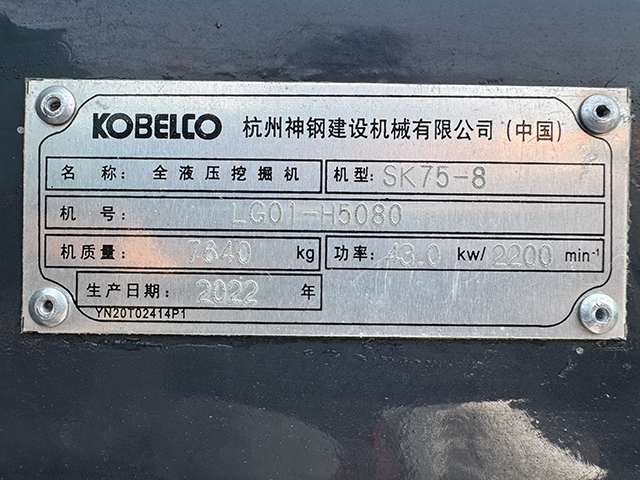 KOBELCO 杭州神钢建设机械有限公司(中国)
名 称: 全液压挖掘机 机型: SK75-8
机 号: LG01-H5080
机质量: 7640 kg 功率: 43.0 kw/ 2200 min⁻¹
生产日期: 2022 年
YN20T02414P1